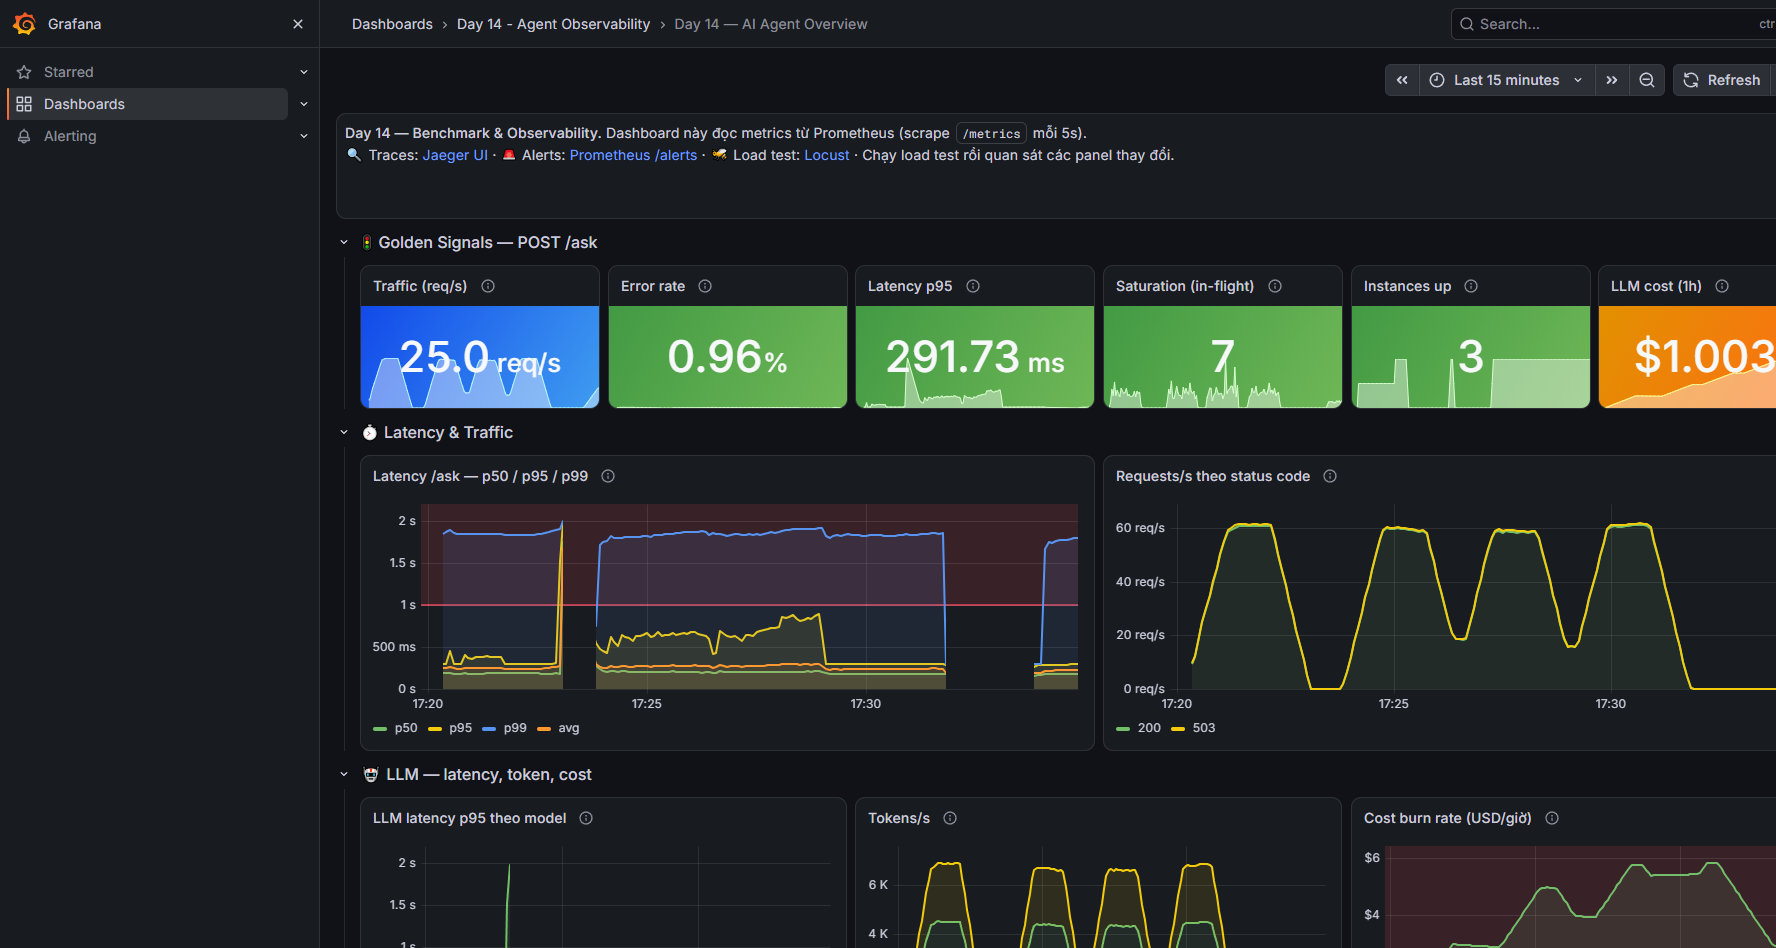 Grafana
Dashboards › Day 14 - Agent Observability › Day 14 — AI Agent Overview
Search...
ctr
Starred
Dashboards
Alerting
Last 15 minutes
Refresh
Day 14 — Benchmark & Observability. Dashboard này đọc metrics từ Prometheus (scrape /metrics mỗi 5s).
Traces: Jaeger UI · Alerts: Prometheus /alerts · Load test: Locust · Chạy load test rồi quan sát các panel thay đổi.
Golden Signals — POST /ask
Traffic (req/s)
25.0 req/s
Error rate
0.96%
Latency p95
291.73 ms
Saturation (in-flight)
7
Instances up
3
LLM cost (1h)
$1.003
Latency & Traffic
Latency /ask — p50 / p95 / p99
2 s
1.5 s
1 s
500 ms
0 s
17:20
17:25
17:30
p50
p95
p99
avg
Requests/s theo status code
60 req/s
40 req/s
20 req/s
0 req/s
17:20
17:25
17:30
200
503
LLM — latency, token, cost
LLM latency p95 theo model
2 s
1.5 s
1 s
Tokens/s
6 K
4 K
Cost burn rate (USD/giờ)
$6
$4